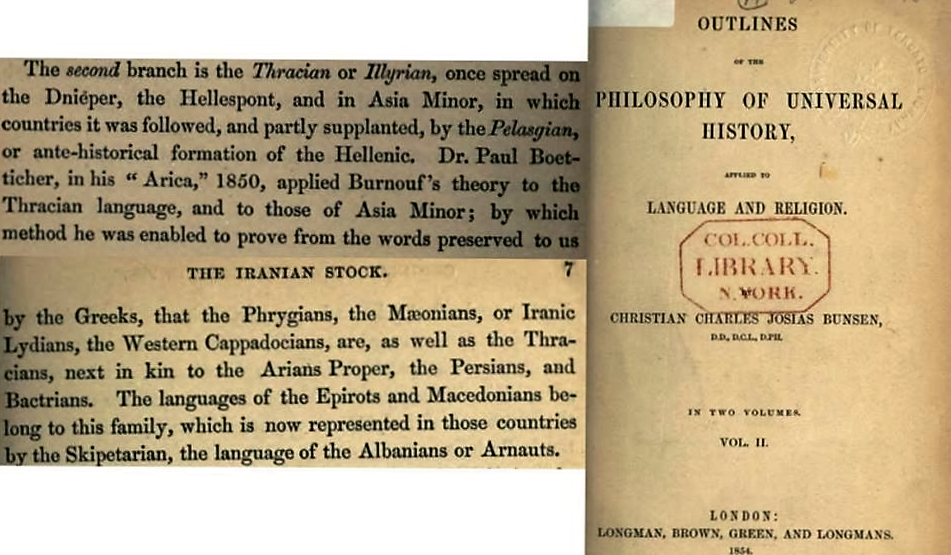 The second branch is the Thracian or Illyrian, once spread on
the Dniéper, the Hellespont, and in Asia Minor, in which
countries it was followed, and partly supplanted, by the Pelasgian,
or ante-historical formation of the Hellenic. Dr. Paul Boet-
ticher, in his “ Arica,” 1850, applied Burnouf's theory to the
Thracian language, and to those of Asia Minor; by which
method he was enabled to prove from the words preserved to us
THE IRANIAN STOCK. 7
by the Greeks, that the Phrygians, the Mæonians, or Iranic
Lydians, the Western Cappadocians, are, as well as the Thra-
cians, next in kin to the Arians Proper, the Persians, and
Bactrians. The languages of the Epirots and Macedonians be-
long to this family, which is now represented in those countries
by the Skipetarian, the language of the Albanians or Arnauts.
OUTLINES
OF THE
PHILOSOPHY OF UNIVERSAL
HISTORY,
APPLIED TO
LANGUAGE AND RELIGION.
COL. COLL.
LIBRARY.
N. YORK.
CHRISTIAN CHARLES JOSIAS BUNSEN,
D.D., D.C.L., D.PH.
IN TWO VOLUMES.
VOL. II.
LONDON:
LONGMAN, BROWN, GREEN, AND LONGMANS.
1854.